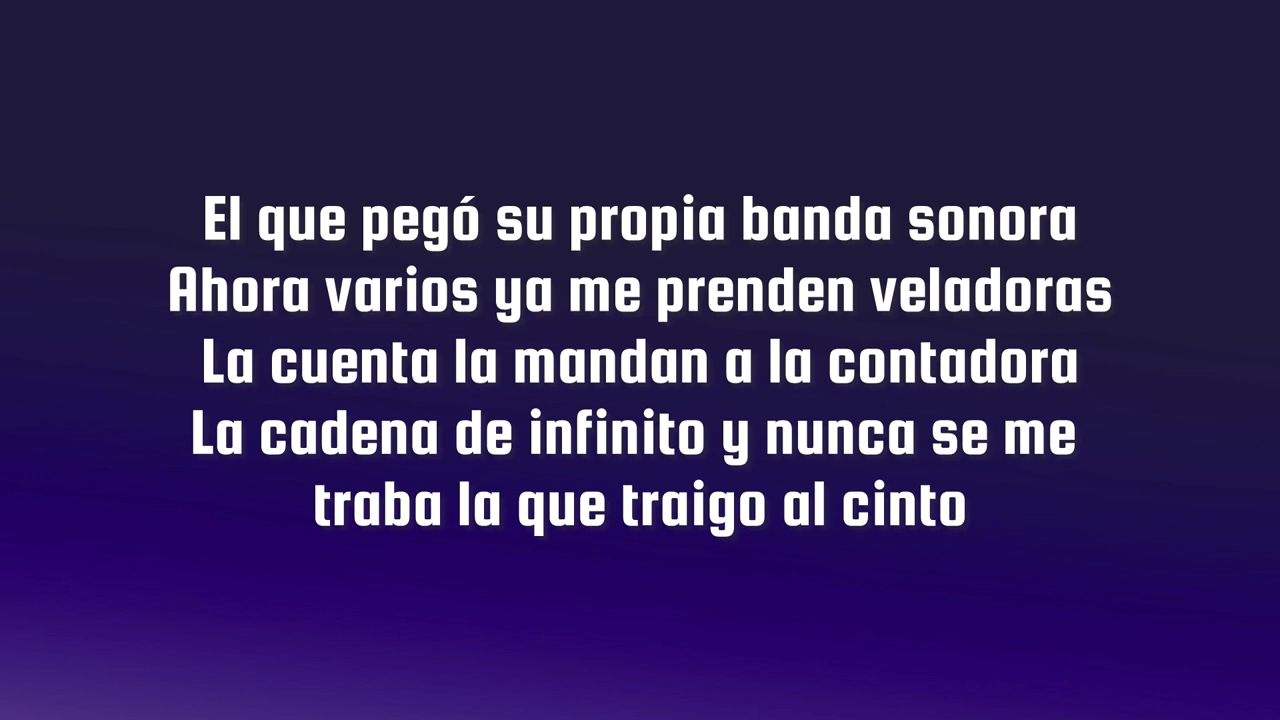 El que pegó su propia banda sonora
Ahora varios ya me prenden veladoras
La cuenta la mandan a la contadora
La cadena de infinito y nunca se me
traba la que traigo al cinto